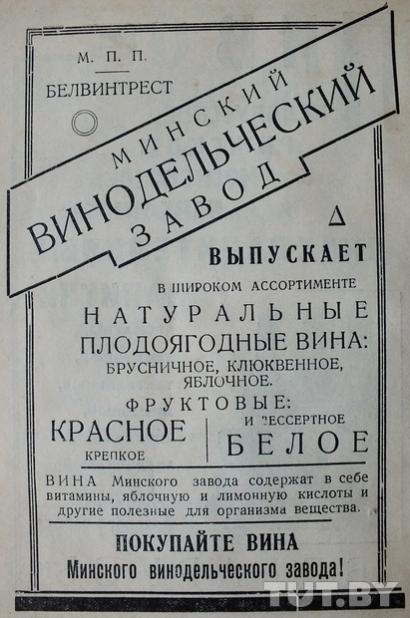 М. П. П.
БЕЛВИНТРЕСТ
МИНСКИЙ
ВИНОДЕЛЬЧЕСКИЙ
ЗАВОД
ВЫПУСКАЕТ
В ШИРОКОМ АССОРТИМЕНТЕ
НАТУРАЛЬНЫЕ
ПЛОДОЯГОДНЫЕ ВИНА:
БРУСНИЧНОЕ, КЛЮКВЕННОЕ,
ЯБЛОЧНОЕ.
ФРУКТОВЫЕ:
КРАСНОЕ
КРЕПКОЕ
И ДЕССЕРТНОЕ
БЕЛОЕ
ВИНА Минского завода содержат в себе
витамины, яблочную и лимонную кислоты и
другие полезные для организма вещества.
ПОКУПАЙТЕ ВИНА
Минского винодельческого завода!
TUT.BY